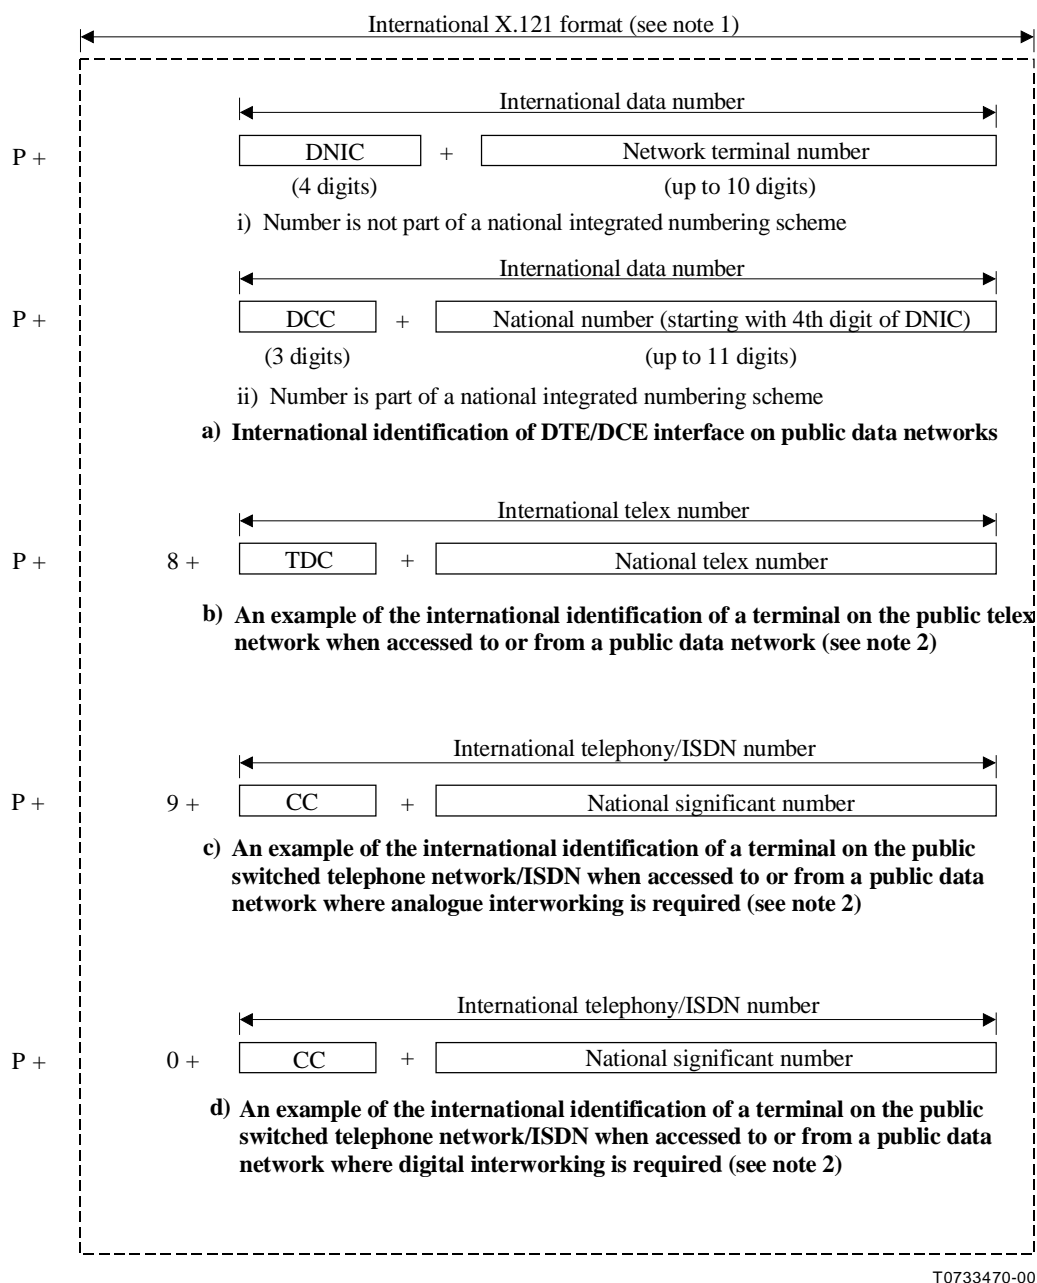 International X.121 format (see note 1)
International data number
P + DNIC + Network terminal number
(4 digits) (up to 10 digits)
i) Number is not part of a national integrated numbering scheme
International data number
P + DCC + National number (starting with 4th digit of DNIC)
(3 digits) (up to 11 digits)
ii) Number is part of a national integrated numbering scheme
a) International identification of DTE/DCE interface on public data networks
International telex number
P + 8 + TDC + National telex number
b) An example of the international identification of a terminal on the public telex
network when accessed to or from a public data network (see note 2)
International telephony/ISDN number
P + 9 + CC + National significant number
c) An example of the international identification of a terminal on the public
switched telephone network/ISDN when accessed to or from a public data
network where analogue interworking is required (see note 2)
International telephony/ISDN number
P + 0 + CC + National significant number
d) An example of the international identification of a terminal on the public
switched telephone network/ISDN when accessed to or from a public data
network where digital interworking is required (see note 2)
T0733470-00